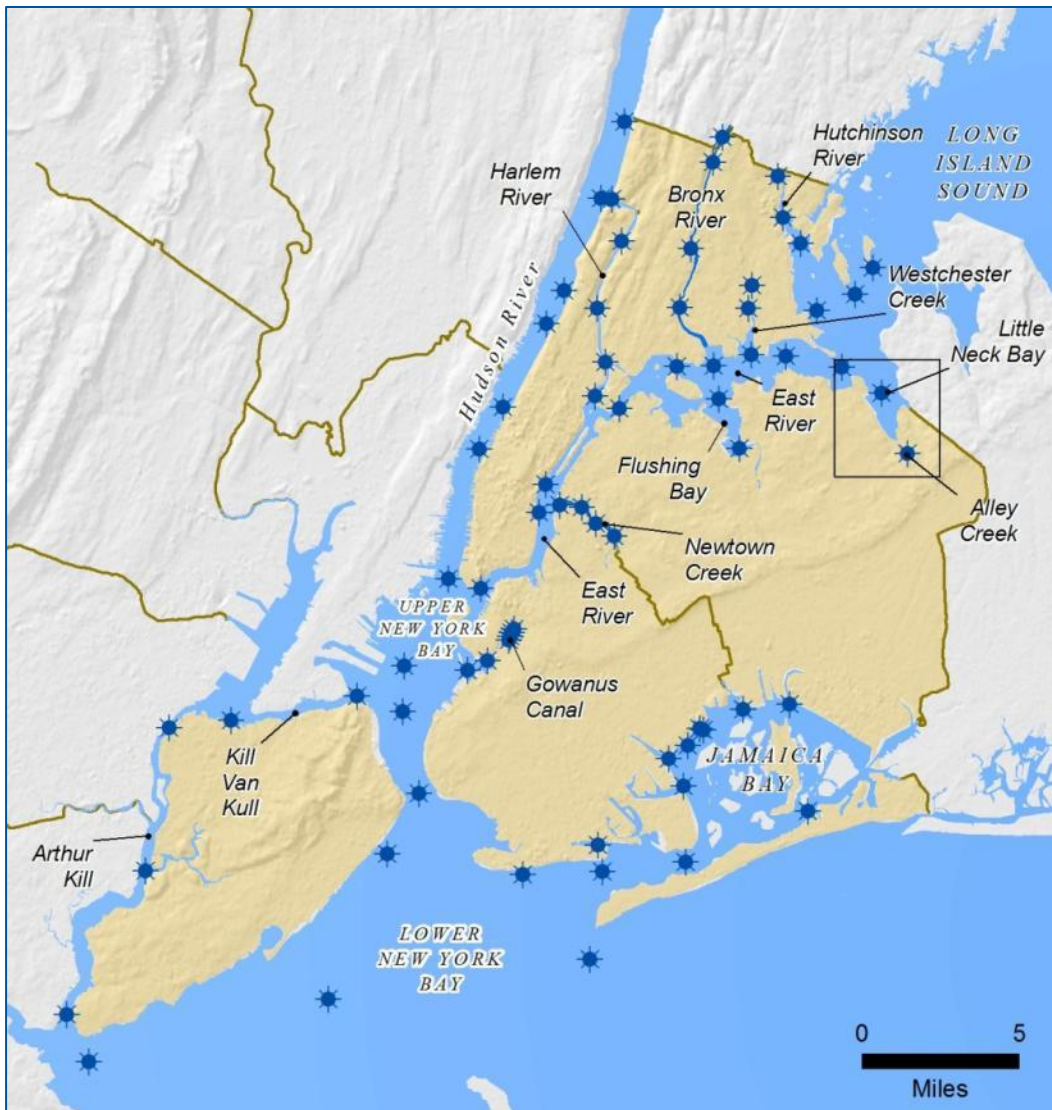 Hutchinson
River
LONG
ISLAND
SOUND
Harlem
River
Bronx
River
Westchester
Creek
Little
Neck Bay
Hudson River
East
River
Flushing
Bay
Alley
Creek
Newtown
Creek
East
River
UPPER
NEW YORK
BAY
Gowanus
Canal
Kill
Van
Kull
JAMAICA
BAY
Arthur
Kill
LOWER
NEW YORK
BAY
0 5
Miles